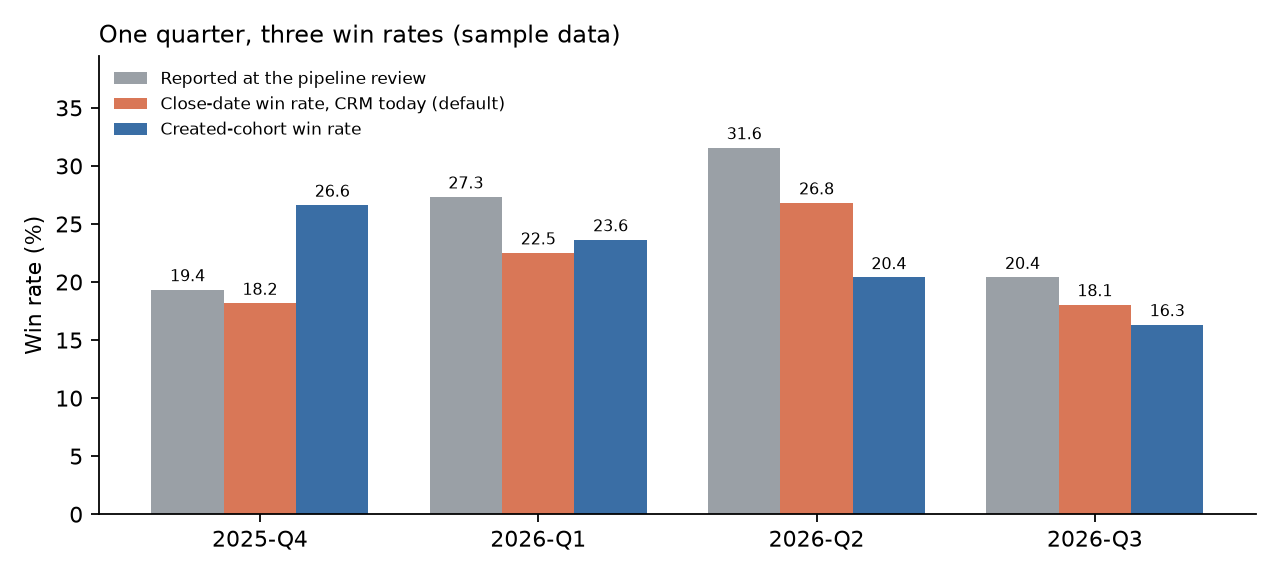 One quarter, three win rates (sample data)
Reported at the pipeline review
Close-date win rate, CRM today (default)
Created-cohort win rate
Win rate (%)
35
30
25
20
15
10
5
0
19.4
18.2
26.6
27.3
22.5
23.6
31.6
26.8
20.4
20.4
18.1
16.3
2025-Q4
2026-Q1
2026-Q2
2026-Q3